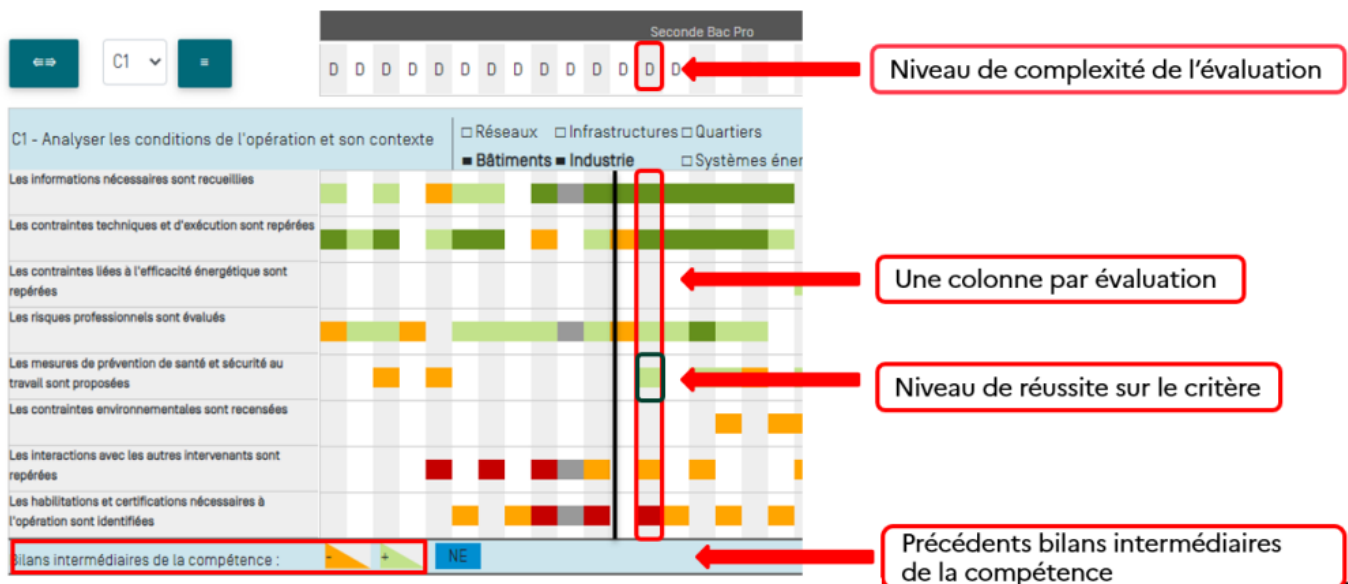 Seconde Bac Pro
⇐⇒ C1 ≡
D D D D D D D D D D D D D D
Niveau de complexité de l'évaluation
C1 - Analyser les conditions de l'opération et son contexte
□ Réseaux □ Infrastructures □ Quartiers
■ Bâtiments ■ Industrie □ Systèmes éner
Les informations nécessaires sont recueillies
Les contraintes techniques et d'exécution sont repérées
Les contraintes liées à l'efficacité énergétique sont
repérées
Une colonne par évaluation
Les risques professionnels sont évalués
Les mesures de prévention de santé et sécurité au
travail sont proposées
Niveau de réussite sur le critère
Les contraintes environnementales sont recensées
Les interactions avec les autres intervenants sont
repérées
Les habilitations et certifications nécessaires à
l'opération sont identifiées
Bilans intermédiaires de la compétence : - + NE
Précédents bilans intermédiaires
de la compétence